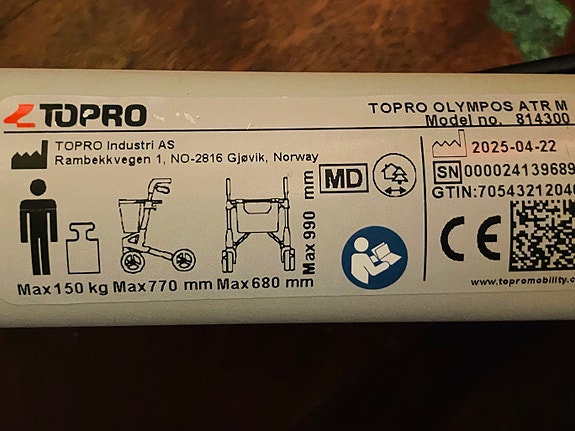 TOPRO
TOPRO OLYMPOS ATR M
Model no. 814300
TOPRO Industri AS
Rambekkvegen 1, NO-2816 Gjøvik, Norway
2025-04-22
SN 000024139689
GTIN:7054321204
MD
Max 990 mm
CE
Max 150 kg Max 770 mm Max 680 mm
www.topromobility.c